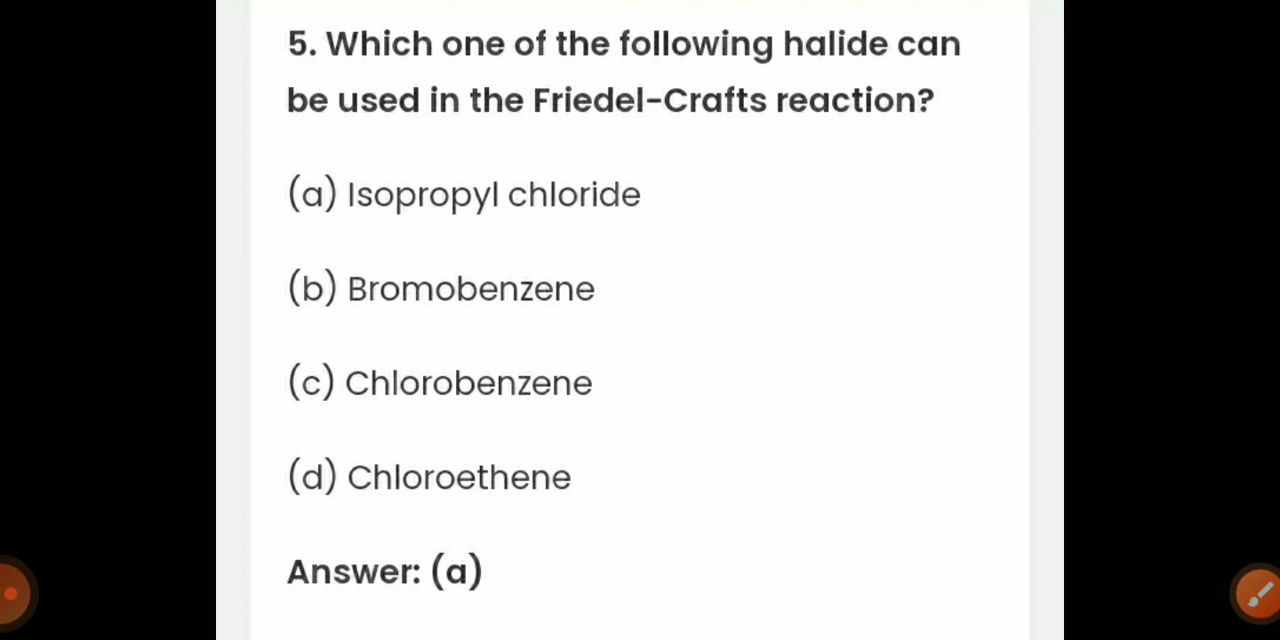 5. Which one of the following halide can
be used in the Friedel-Crafts reaction?
(a) Isopropyl chloride
(b) Bromobenzene
(c) Chlorobenzene
(d) Chloroethene
Answer: (a)